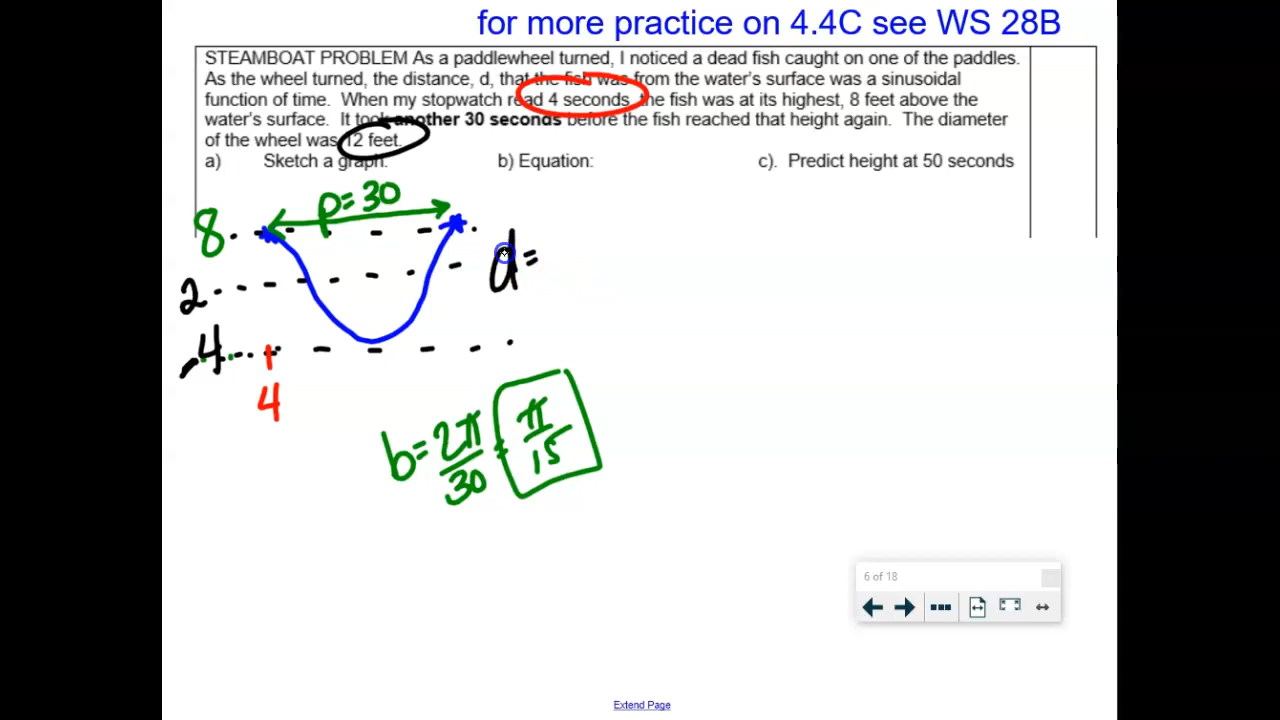 for more practice on 4.4C see WS 28B
STEAMBOAT PROBLEM As a paddlewheel turned, I noticed a dead fish caught on one of the paddles.
As the wheel turned, the distance, d, that the fish was from the water's surface was a sinusoidal
function of time. When my stopwatch read 4 seconds, the fish was at its highest, 8 feet above the
water's surface. It took another 30 seconds before the fish reached that height again. The diameter
of the wheel was 12 feet.
a) Sketch a graph. b) Equation: c). Predict height at 50 seconds
p=30
8
d=
2
-4
4
b=2π/30=π/15
6 of 18
Extend Page